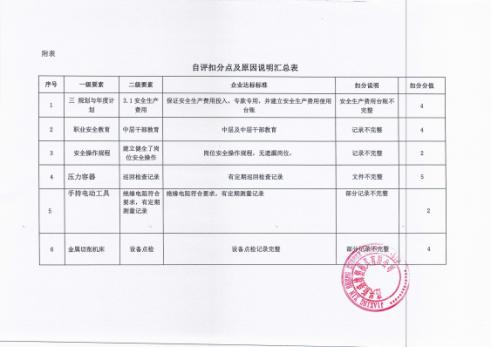 附表
自评扣分点及原因说明汇总表
序号 一级要素 二级要素 企业达标标准 扣分说明 扣分分值
1 三 规划与年度计划 3.1安全生产费用 保证安全生产费用投入，专款专用，并建立安全生产费用使用台账 安全生产费用台账不完整 4
2 职业安全教育 中层干部教育 中层及中层干部教育 记录不完整 4
3 安全操作规程 建立健全了岗位安全操作 岗位安全操作规程，无遗漏岗位。 记录不完整 2
4 压力容器 巡回检查记录 有定期巡回检查记录 文件不完整 5
5 手持电动工具 绝缘电阻符合要求，有定期测量记录 绝缘电阻符合要求，有定期测量记录 部分记录不完整 2
6 金属切削机床 设备点检 设备点检记录完整 部分记录不完整 4